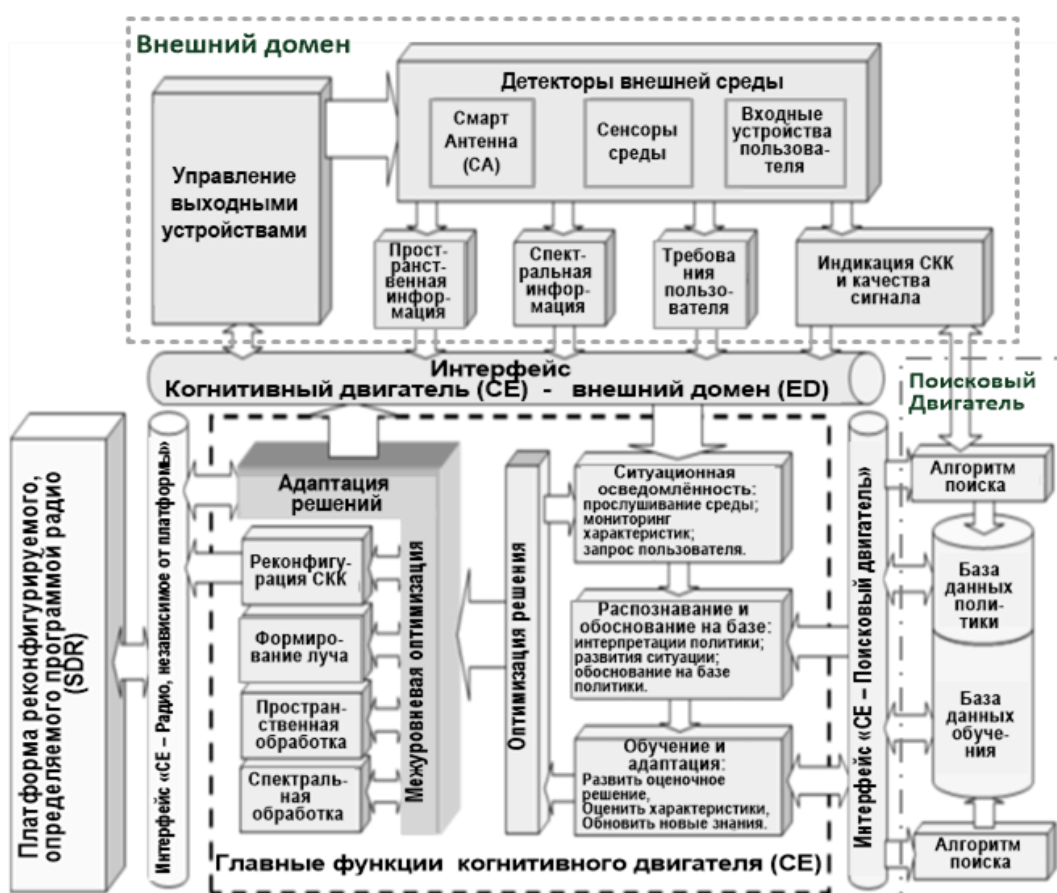 Внешний домен
Детекторы внешней среды
Смарт
Антенна
(СА)
Сенсоры
среды
Входные
устройства
пользова-
теля
Управление
выходными
устройствами
Прост-
ранст-
венная
инфор-
мация
Спект-
ральная
инфор-
мация
Требова
ния
пользо-
вателя
Индикация СКК
и качества
сигнала
Интерфейс
Когнитивный двигатель (CE) - внешний домен (ED)
Поисковый
Двигатель
Платформа реконфигурируемого,
определяемого программой радио
(SDR)
Интерфейс «CE – Радио, независимое от платформы»
Адаптация
решений
Реконфигу-
рация СКК
Формиро-
вание луча
Пространст-
венная
обработка
Спектраль-
ная
обработка
Межуровневая оптимизация
Оптимизация решения
Ситуационная
осведомлённость:
прослушивание среды;
мониторинг
характеристик;
запрос пользователя.
Распознавание и
обоснование на базе:
интерпретации политики;
развития ситуации;
обоснование на базе
политики.
Обучение и
адаптация:
Развить оценочное
решение,
Оценить характеристики,
Обновить новые знания.
Интерфейс «CE – Поисковый двигатель»
Алгоритм
поиска
База
данных
поли-
тики
База
данных
обуче-
ния
Алгоритм
поиска
Главные функции когнитивного двигателя (CE)